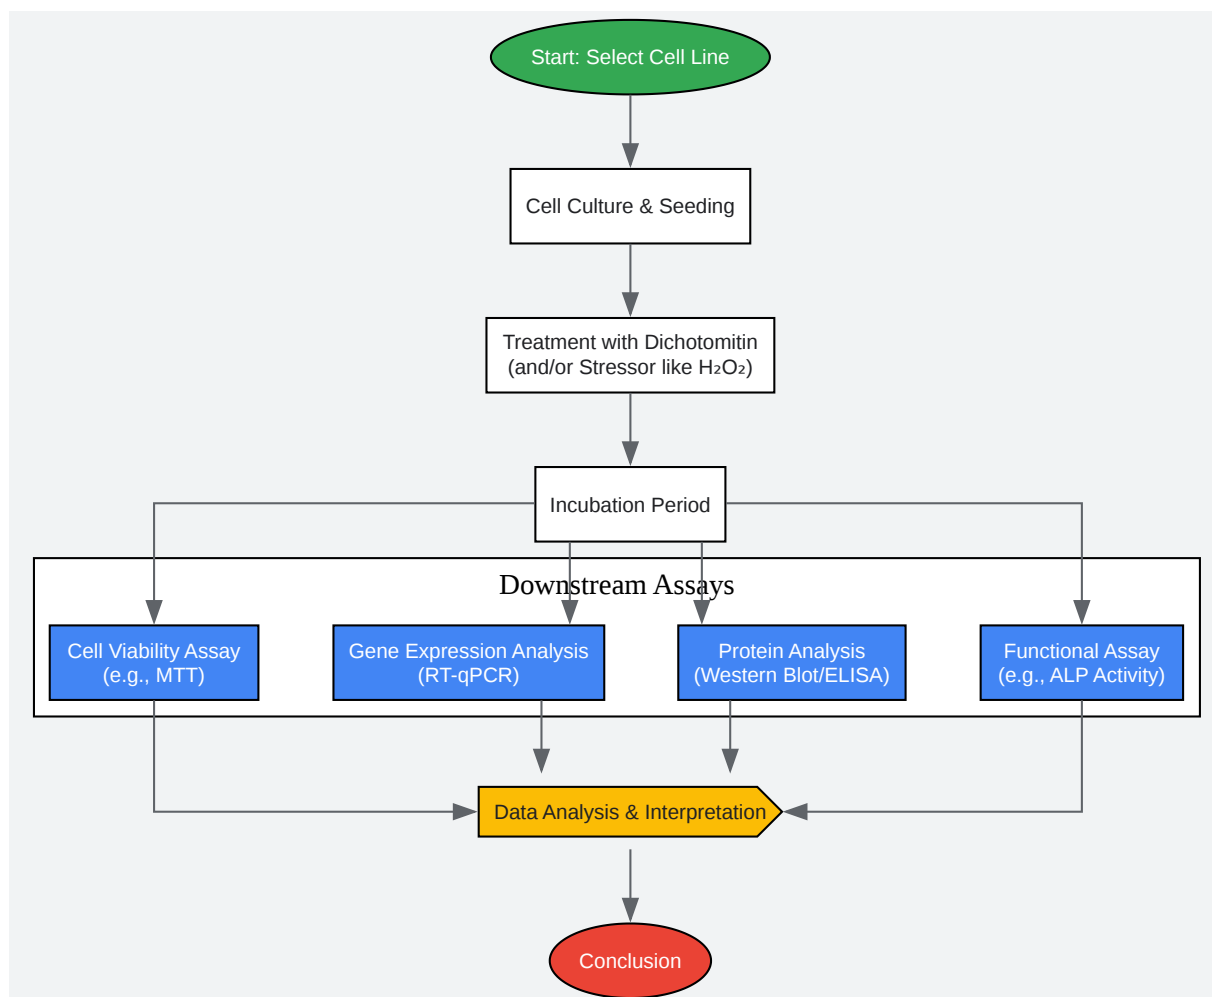 Start: Select Cell Line
Cell Culture & Seeding
Treatment with Dichotomitin
(and/or Stressor like H₂O₂)
Incubation Period
Downstream Assays
Cell Viability Assay
(e.g., MTT)
Gene Expression Analysis
(RT-qPCR)
Protein Analysis
(Western Blot/ELISA)
Functional Assay
(e.g., ALP Activity)
Data Analysis & Interpretation
Conclusion